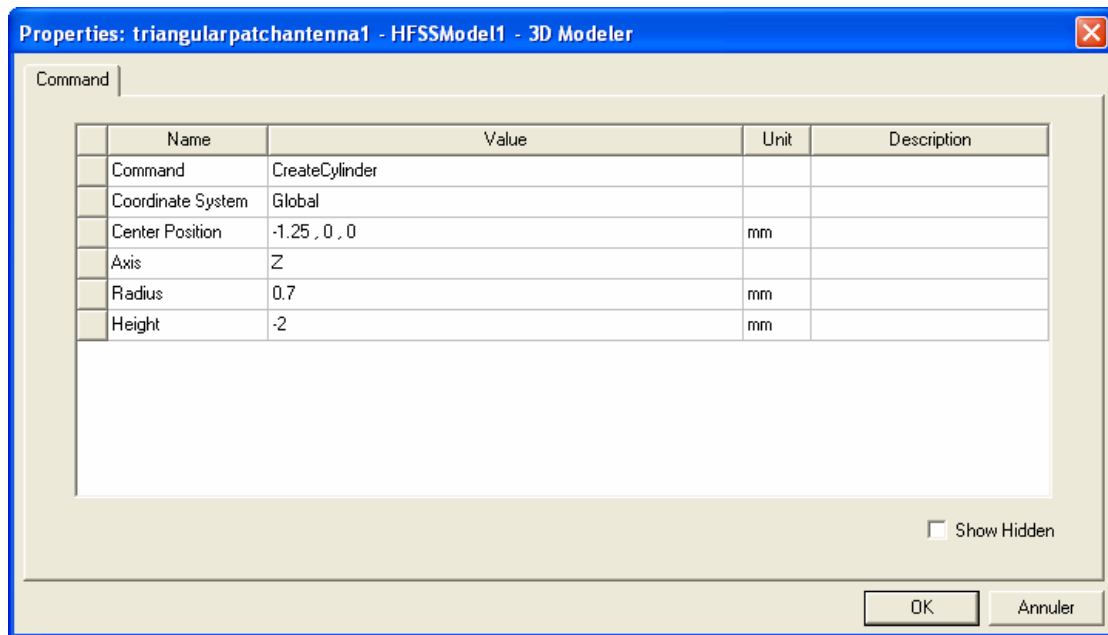 Properties: triangularpatchantenna1 - HFSSModel1 - 3D Modeler
Command
Name Value Unit Description
Command CreateCylinder
Coordinate System Global
Center Position -1.25 , 0 , 0 mm
Axis Z
Radius 0.7 mm
Height -2 mm
Show Hidden
OK Annuler